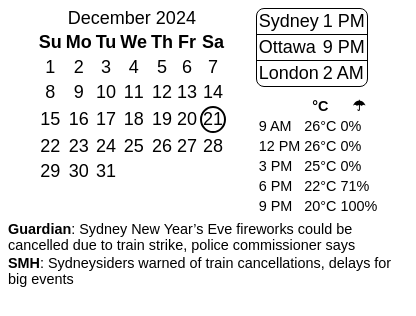 December 2024
Su Mo Tu We Th Fr Sa
1 2 3 4 5 6 7
8 9 10 11 12 13 14
15 16 17 18 19 20 21
22 23 24 25 26 27 28
29 30 31
Sydney 1 PM
Ottawa 9 PM
London 2 AM
°C ☂
9 AM 26°C 0%
12 PM 26°C 0%
3 PM 25°C 0%
6 PM 22°C 71%
9 PM 20°C 100%
Guardian: Sydney New Year’s Eve fireworks could be
cancelled due to train strike, police commissioner says
SMH: Sydneysiders warned of train cancellations, delays for
big events